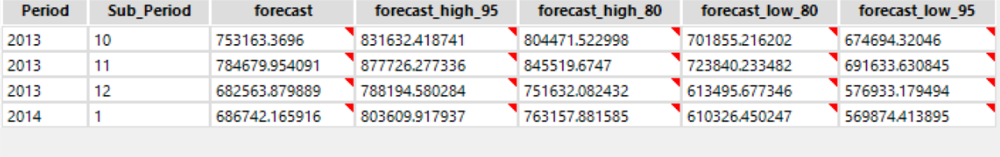 Period Sub_Period forecast forecast_high_95 forecast_high_80 forecast_low_80 forecast_low_95
2013 10 753163.3696 831632.418741 804471.522998 701855.216202 674694.32046
2013 11 784679.954091 877726.277336 845519.6747 723840.233482 691633.630845
2013 12 682563.879889 788194.580284 751632.082432 613495.677346 576933.179494
2014 1 686742.165916 803609.917937 763157.881585 610326.450247 569874.413895